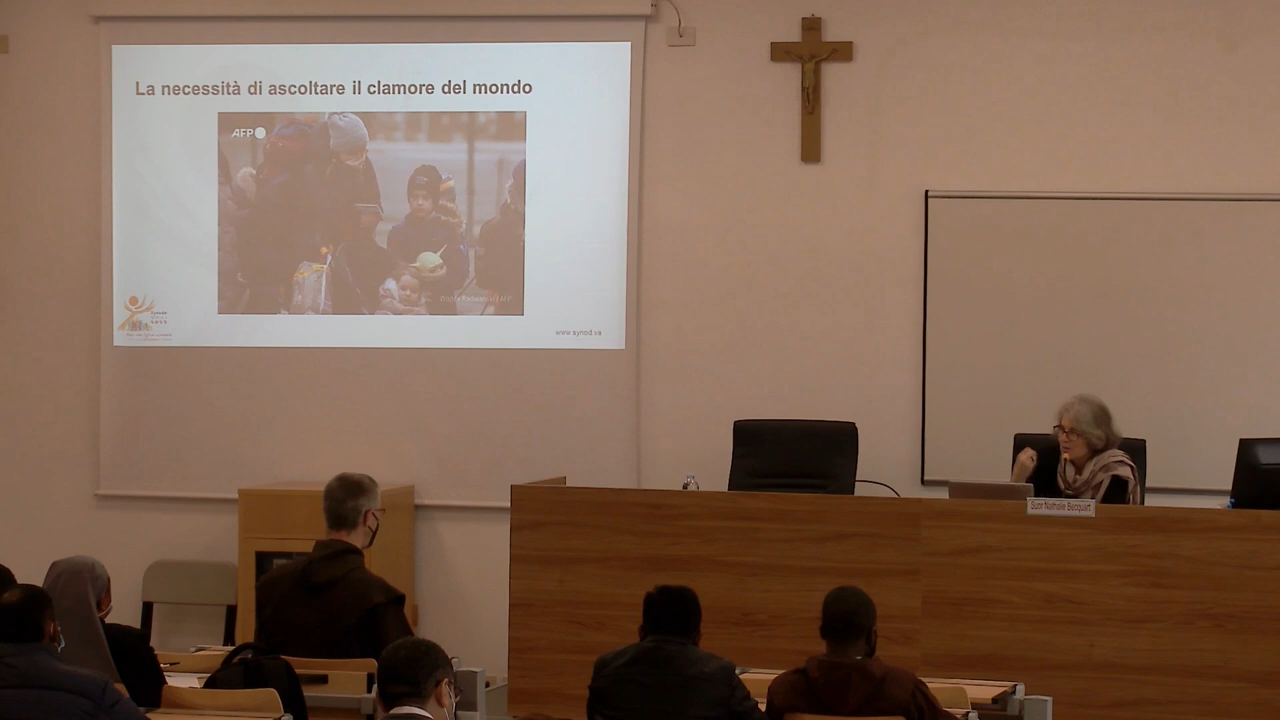 La necessità di ascoltare il clamore del mondo
AFP
www.synod.va
Suor Nathalie Becquart